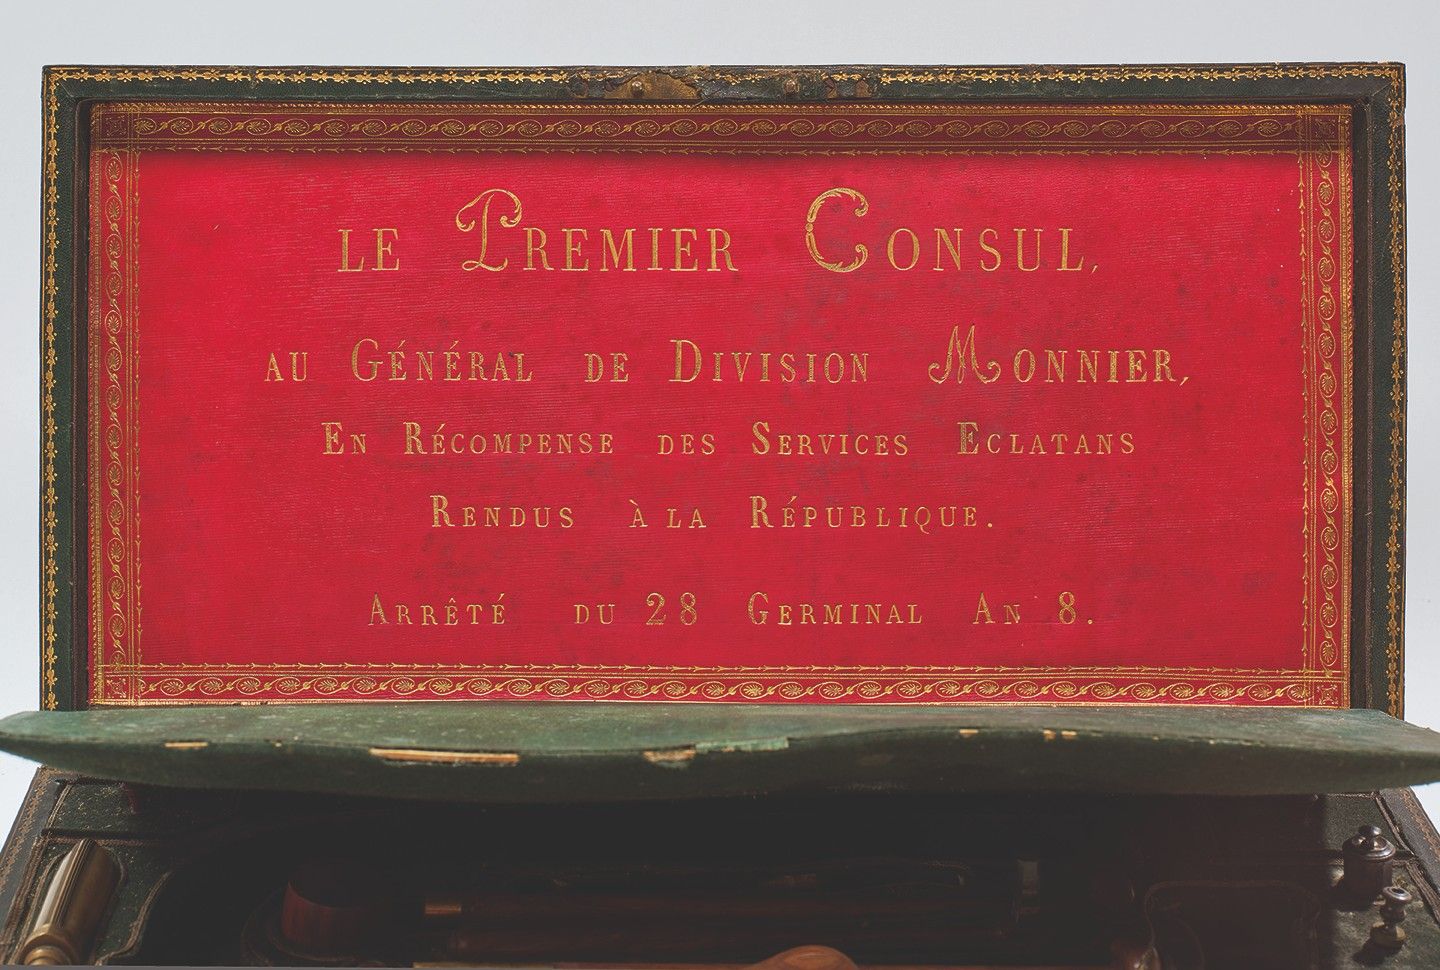 LE PREMIER CONSUL,
AU GÉNÉRAL DE DIVISION MONNIER,
EN RÉCOMPENSE DES SERVICES ECLATANS
RENDUS À LA RÉPUBLIQUE.
ARRÊTÉ DU 28 GERMINAL AN 8.